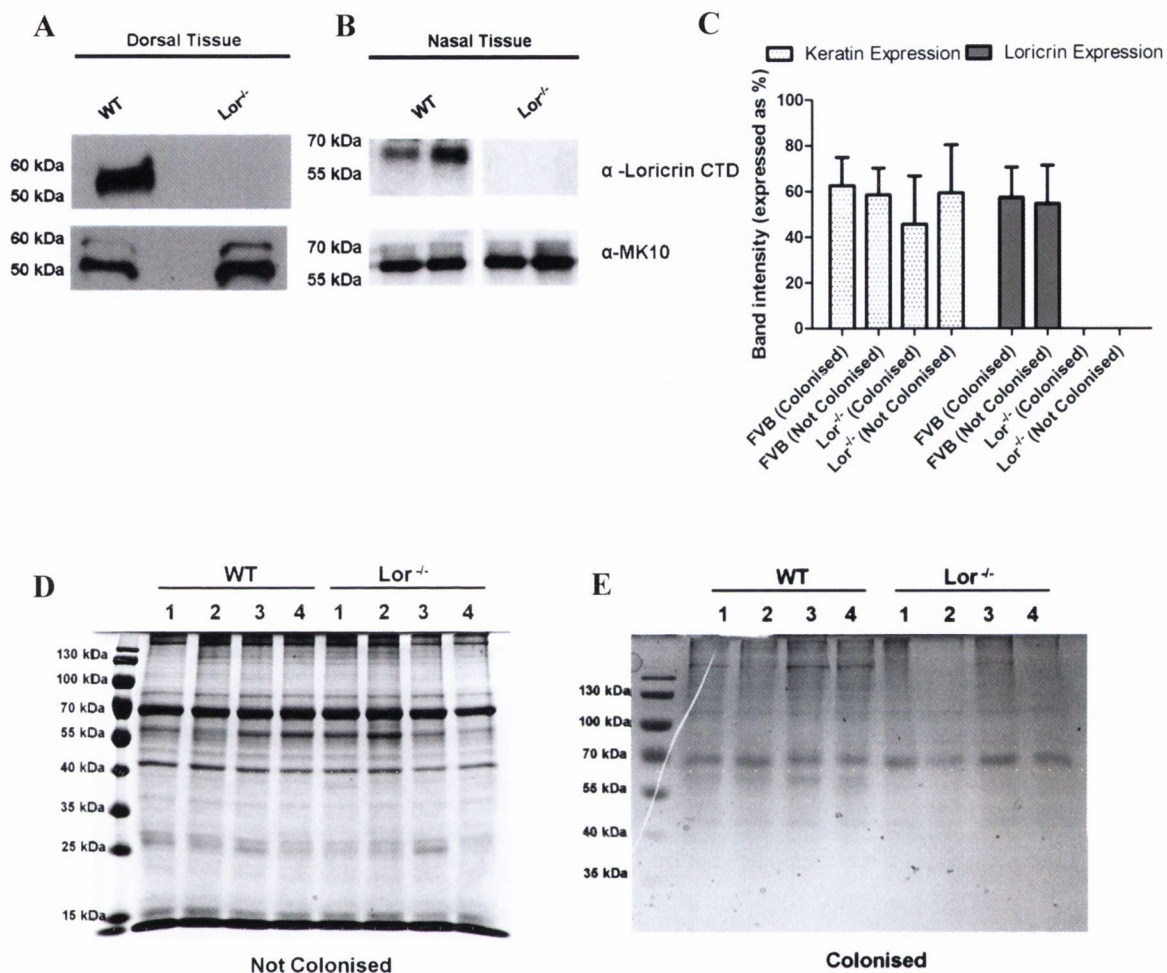 A
Dorsal Tissue
WT
Lor-/-
60 kDa
50 kDa
60 kDa
50 kDa
B
Nasal Tissue
WT
Lor-/-
70 kDa
55 kDa
α -Loricrin CTD
70 kDa
55 kDa
α-MK10
C
Keratin Expression
Loricrin Expression
Band intensity (expressed as %)
100
80
60
40
20
0
FVB (Colonised)
FVB (Not Colonised)
Lor-/- (Colonised)
Lor-/- (Not Colonised)
FVB (Colonised)
FVB (Not Colonised)
Lor-/- (Colonised)
Lor-/- (Not Colonised)
D
WT
Lor -/-
1 2 3 4 1 2 3 4
130 kDa
100 kDa
70 kDa
55 kDa
40 kDa
35 kDa
25 kDa
15 kDa
Not Colonised
E
WT
Lor-/-
1 2 3 4 1 2 3 4
130 kDa
100 kDa
70 kDa
55 kDa
40 kDa
35 kDa
Colonised